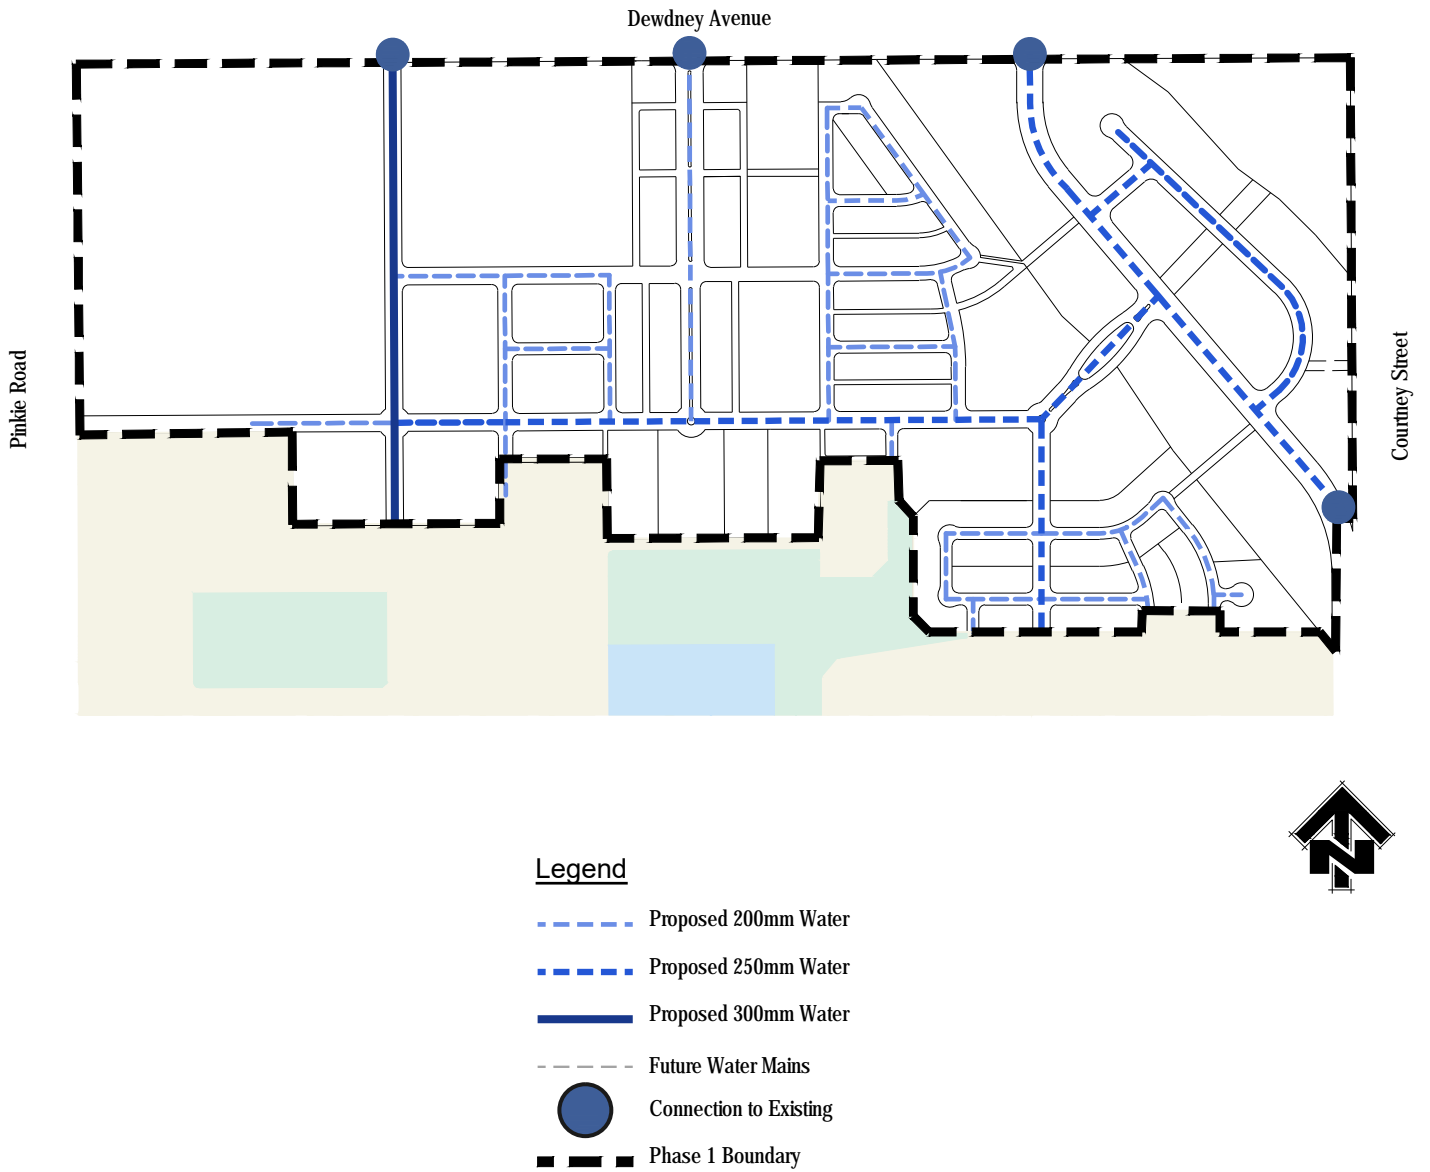 Dewdney Avenue
Pinkie Road
Courtney Street
N
Legend
Proposed 200mm Water
Proposed 250mm Water
Proposed 300mm Water
Future Water Mains
Connection to Existing
Phase 1 Boundary